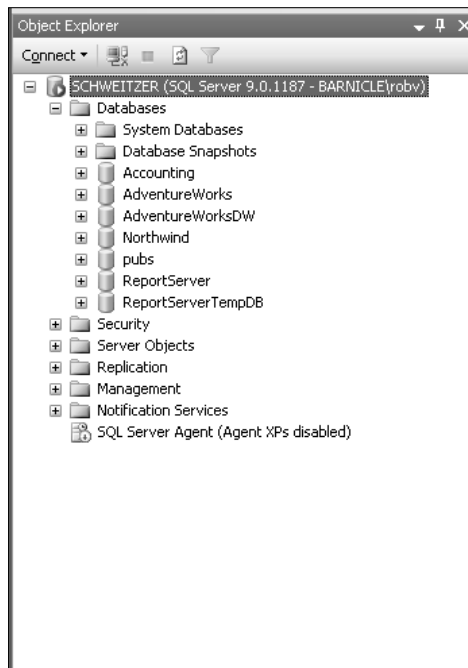 Object Explorer
Connect
SCHWEITZER (SQL Server 9.0.1187 - BARNICLE\robv)
Databases
System Databases
Database Snapshots
Accounting
AdventureWorks
AdventureWorksDW
Northwind
pubs
ReportServer
ReportServerTempDB
Security
Server Objects
Replication
Management
Notification Services
SQL Server Agent (Agent XPs disabled)